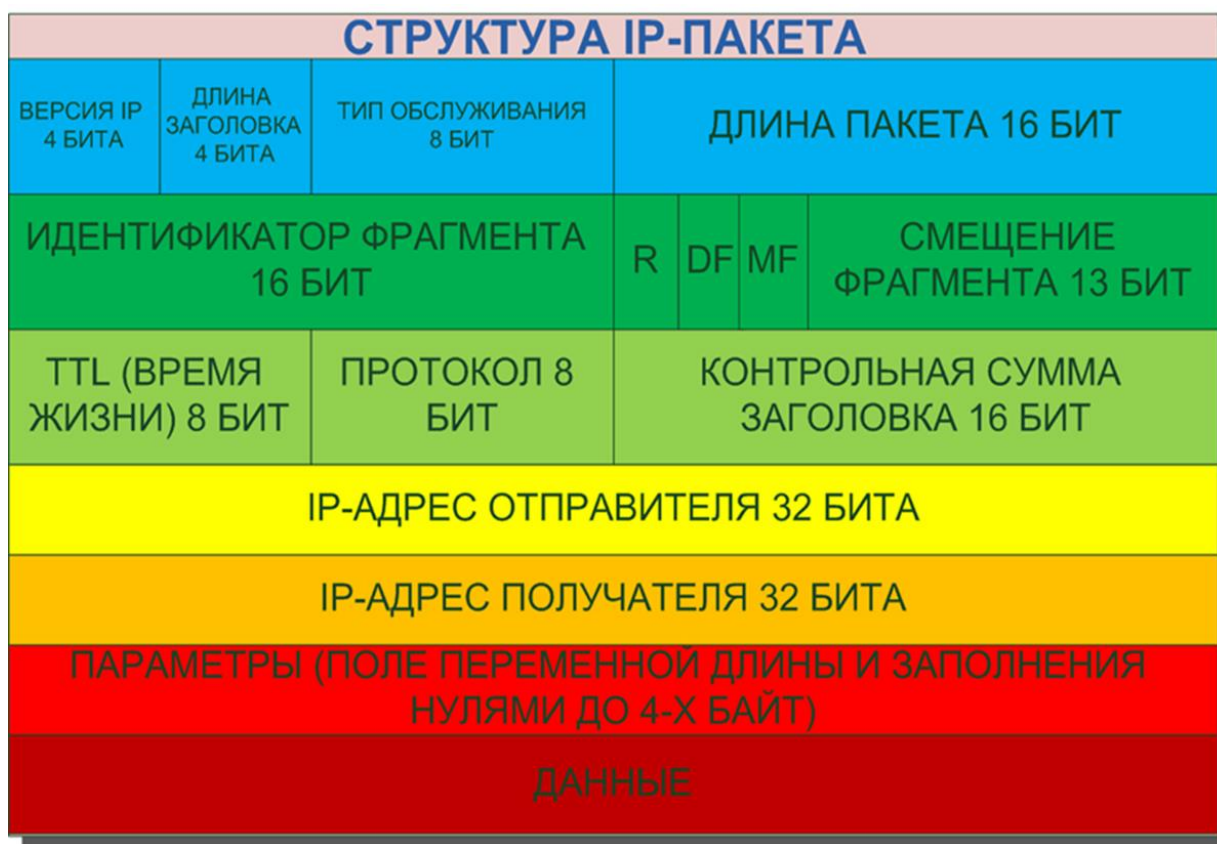 СТРУКТУРА IP-ПАКЕТА
ВЕРСИЯ IP
4 БИТА
ДЛИНА
ЗАГОЛОВКА
4 БИТА
ТИП ОБСЛУЖИВАНИЯ
8 БИТ
ДЛИНА ПАКЕТА 16 БИТ
ИДЕНТИФИКАТОР ФРАГМЕНТА
16 БИТ
R
DF
MF
СМЕЩЕНИЕ
ФРАГМЕНТА 13 БИТ
TTL (ВРЕМЯ
ЖИЗНИ) 8 БИТ
ПРОТОКОЛ 8
БИТ
КОНТРОЛЬНАЯ СУММА
ЗАГОЛОВКА 16 БИТ
IP-АДРЕС ОТПРАВИТЕЛЯ 32 БИТА
IP-АДРЕС ПОЛУЧАТЕЛЯ 32 БИТА
ПАРАМЕТРЫ (ПОЛЕ ПЕРЕМЕННОЙ ДЛИНЫ И ЗАПОЛНЕНИЯ
НУЛЯМИ ДО 4-Х БАЙТ)
ДАННЫЕ